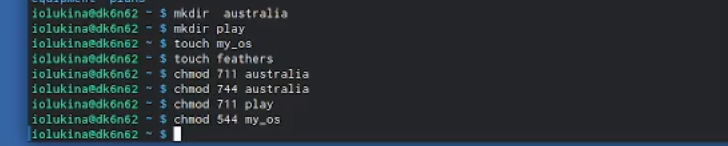 iolukina@dk6n62 ~ $ mkdir  australia
iolukina@dk6n62 ~ $ mkdir play
iolukina@dk6n62 ~ $ touch my_os
iolukina@dk6n62 ~ $ touch feathers
iolukina@dk6n62 ~ $ chmod 711 australia
iolukina@dk6n62 ~ $ chmod 744 australia
iolukina@dk6n62 ~ $ chmod 711 play
iolukina@dk6n62 ~ $ chmod 544 my_os
iolukina@dk6n62 ~ $